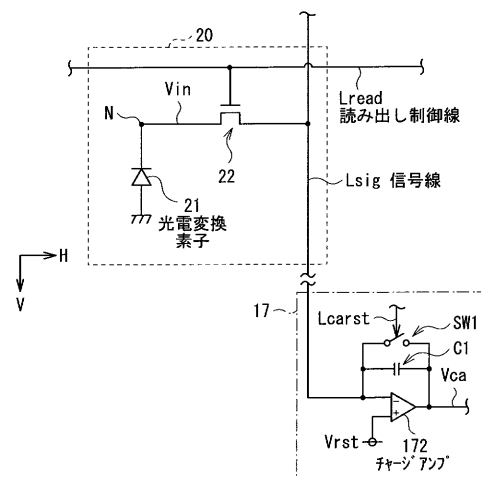 20
Lread
読み出し制御線
Vin
N
22
21
光電変換
素子
Lsig 信号線
H
V
17
Lcarst
SW1
C1
Vca
Vrst
172
チャージアンプ